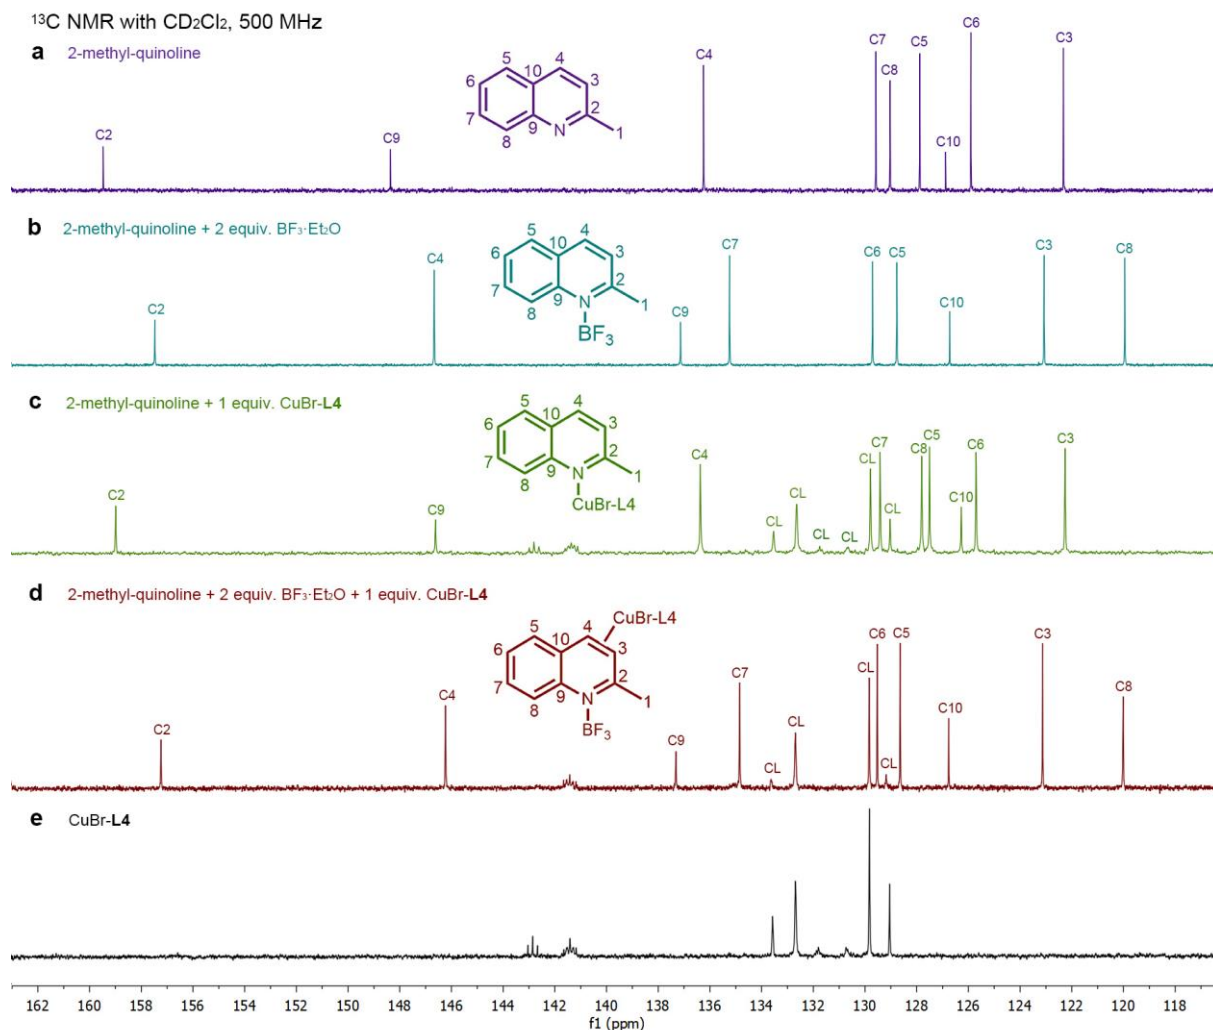 ¹³C NMR with CD₂Cl₂, 500 MHz
a 2-methyl-quinoline
C2
C9
C4
C7
C8
C5
C10
C6
C3
5 4
6 10 3
7 9 2
8 N 1
b 2-methyl-quinoline + 2 equiv. BF₃·Et₂O
C2
C4
C9
C7
C6
C5
C10
C3
C8
5 4
6 10 3
7 9 2
8 N 1
BF₃
c 2-methyl-quinoline + 1 equiv. CuBr-L4
C2
C9
C4
CL
CL
CL
CL
CL
C7
CL
C8
C5
C10
C6
C3
5 4
6 10 3
7 9 2
8 N 1
CuBr-L4
d 2-methyl-quinoline + 2 equiv. BF₃·Et₂O + 1 equiv. CuBr-L4
C2
C4
C9
C7
CL
CL
CL
C6
CL
C5
C10
C3
C8
CuBr-L4
5 4
6 10 3
7 9 2
8 N 1
BF₃
e CuBr-L4
162 160 158 156 154 152 150 148 146 144 142 140 138 136 134 132 130 128 126 124 122 120 118
f1 (ppm)